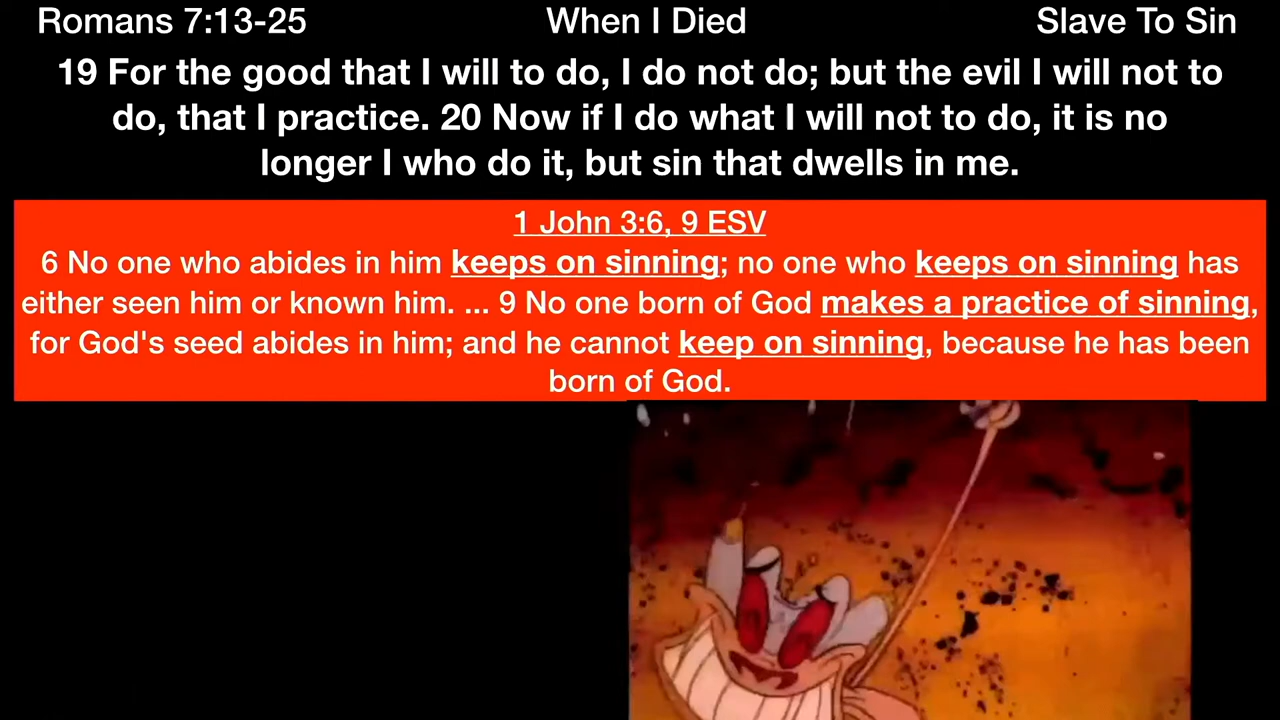 Romans 7:13-25 When I Died Slave To Sin
19 For the good that I will to do, I do not do; but the evil I will not to
do, that I practice. 20 Now if I do what I will not to do, it is no
longer I who do it, but sin that dwells in me.
1 John 3:6, 9 ESV
6 No one who abides in him keeps on sinning; no one who keeps on sinning has
either seen him or known him. ... 9 No one born of God makes a practice of sinning,
for God's seed abides in him; and he cannot keep on sinning, because he has been
born of God.